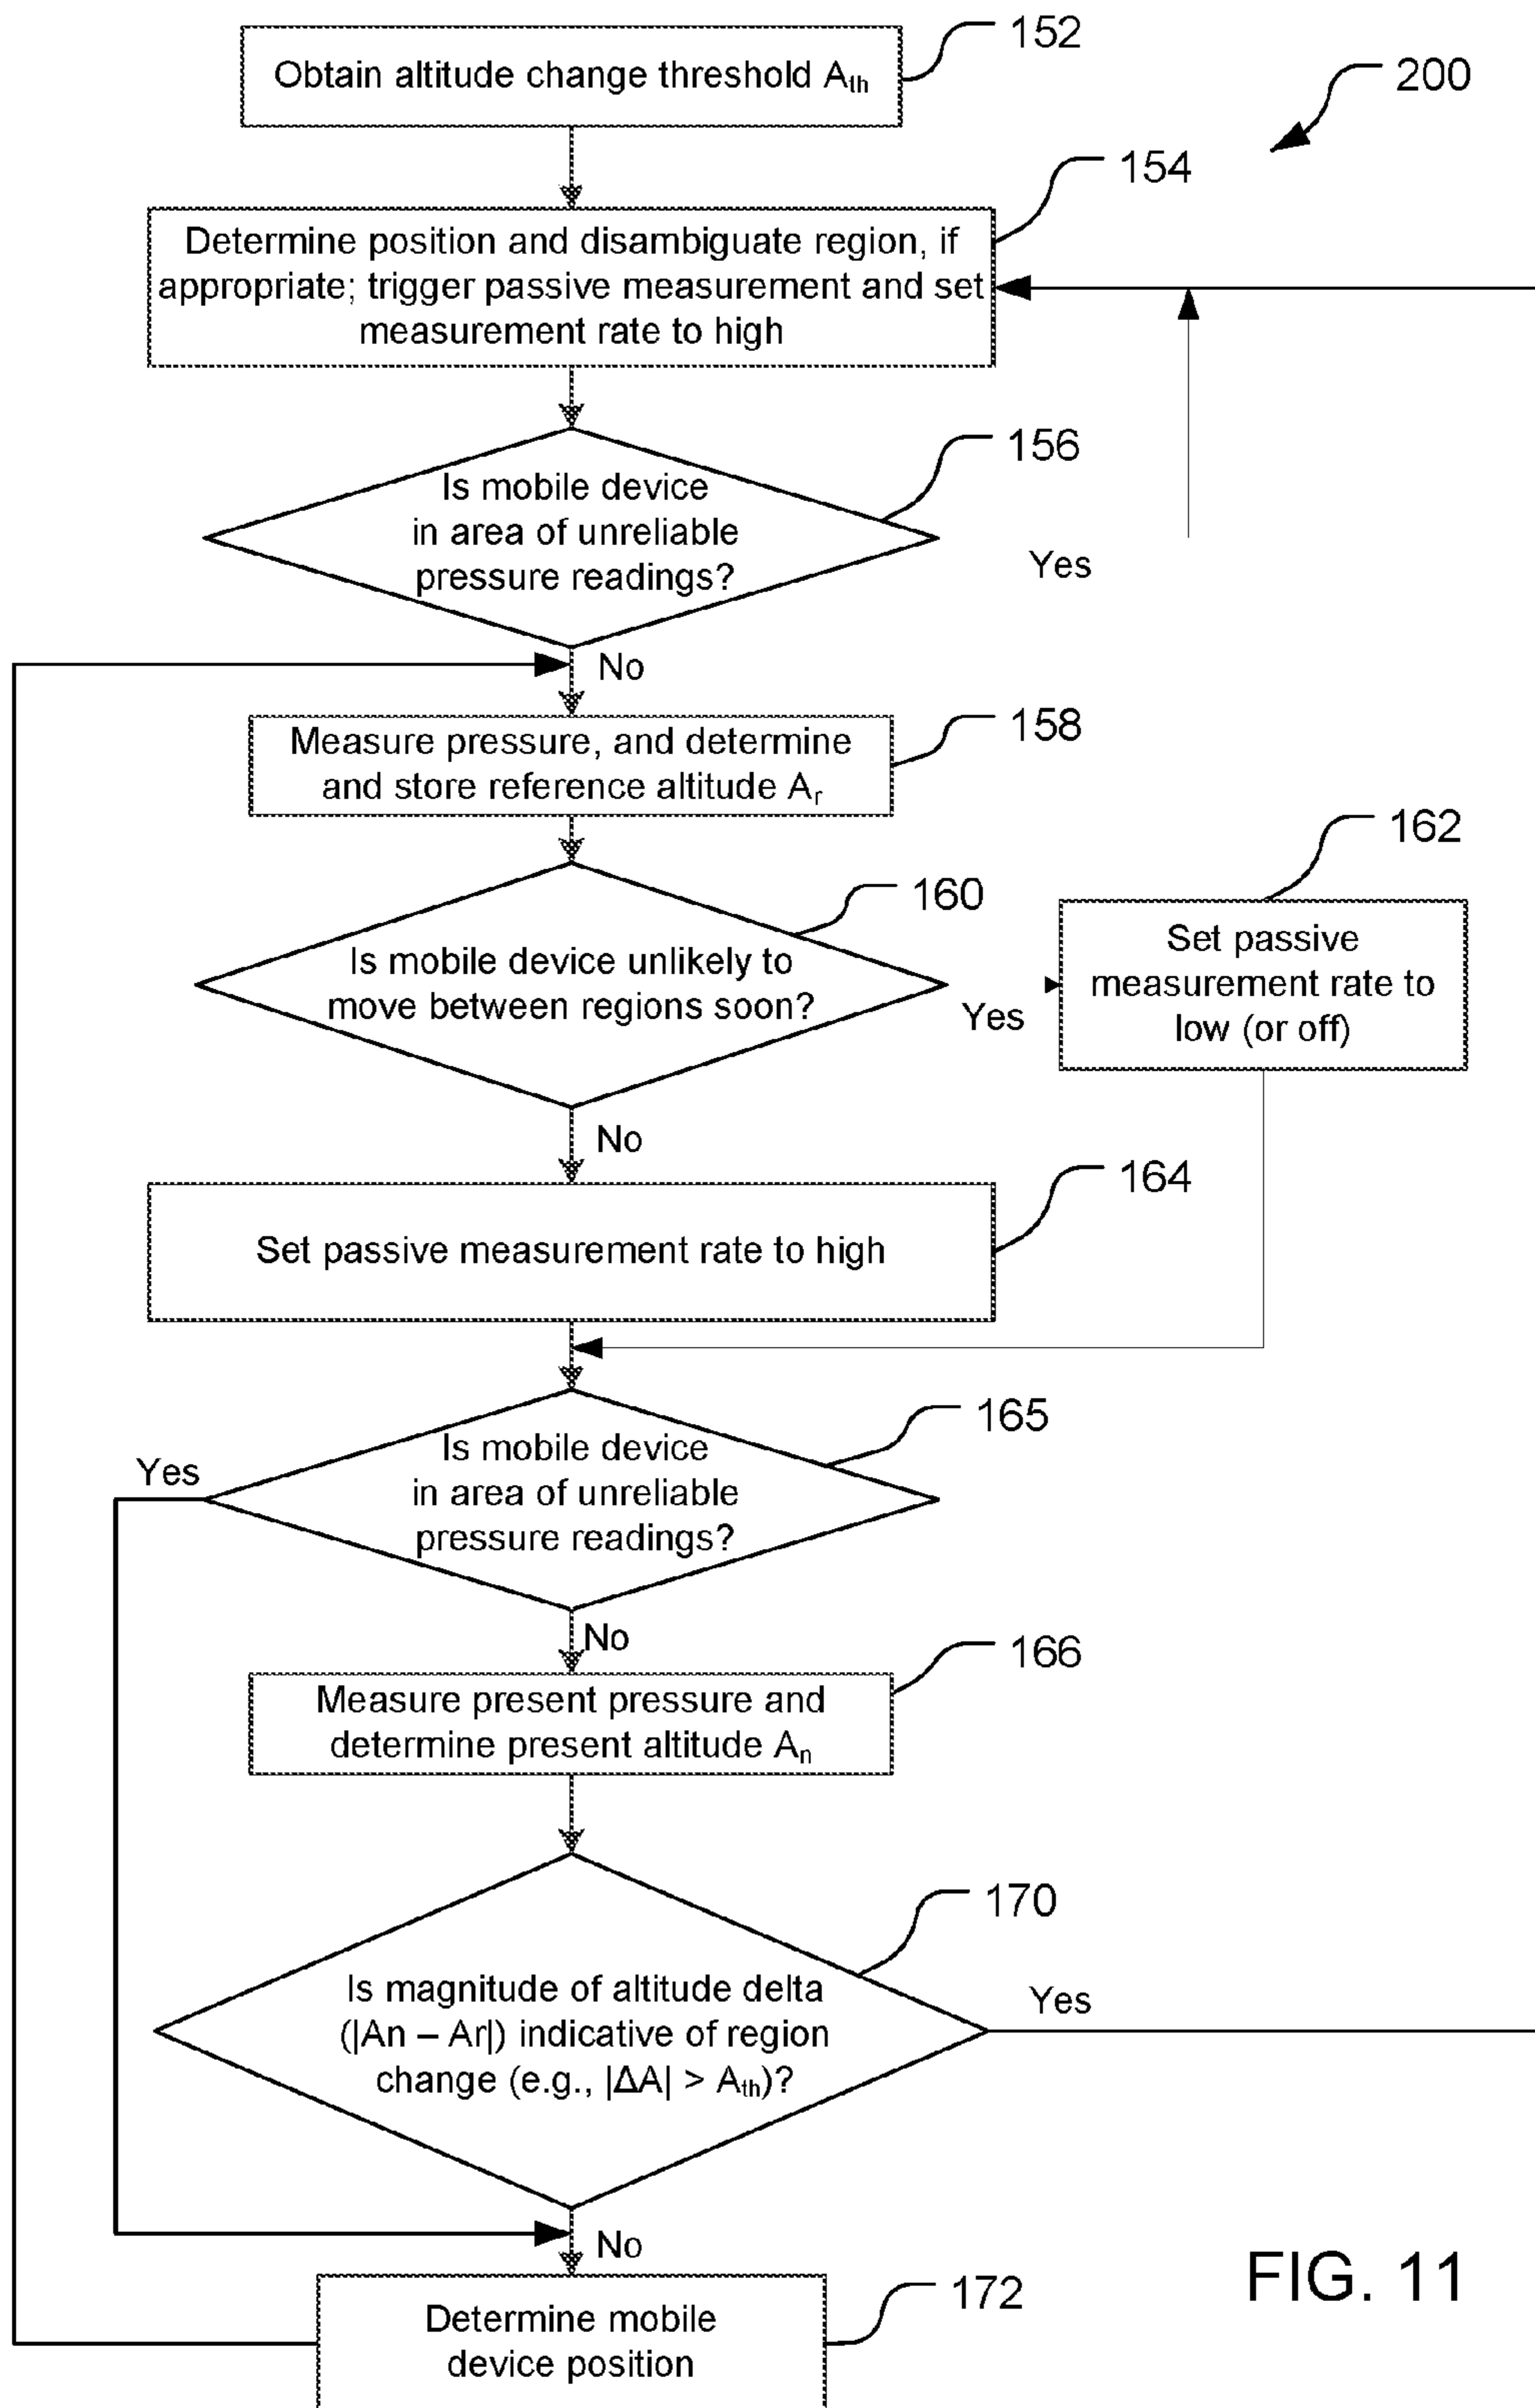 152
Obtain altitude change threshold Ath
200
154
Determine position and disambiguate region, if
appropriate; trigger passive measurement and set
measurement rate to high
156
Is mobile device
in area of unreliable
pressure readings?
Yes
No
158
Measure pressure, and determine
and store reference altitude Ar
162
160
Set passive
measurement rate to
low (or off)
Is mobile device unlikely to
move between regions soon?
Yes
No
164
Set passive measurement rate to high
165
Is mobile device
in area of unreliable
pressure readings?
Yes
No
166
Measure present pressure and
determine present altitude An
170
Is magnitude of altitude delta
(|An – Ar|) indicative of region
change (e.g., |ΔA| > Ath)?
Yes
No
172
Determine mobile
device position
FIG. 11